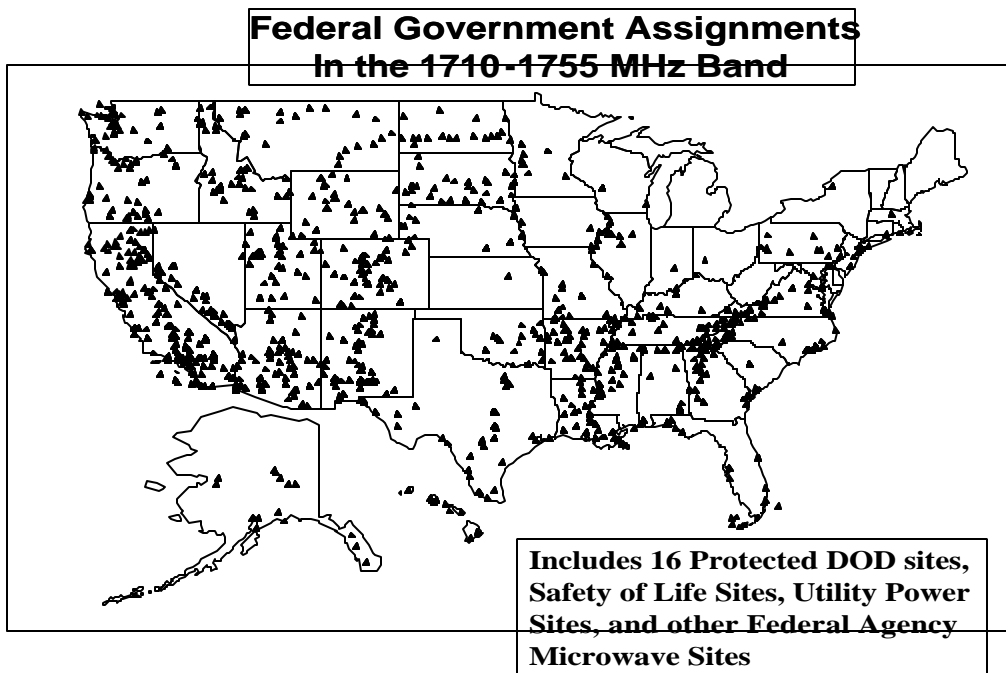 Federal Government Assignments
In the 1710-1755 MHz Band
Includes 16 Protected DOD sites,
Safety of Life Sites, Utility Power
Sites, and other Federal Agency
Microwave Sites